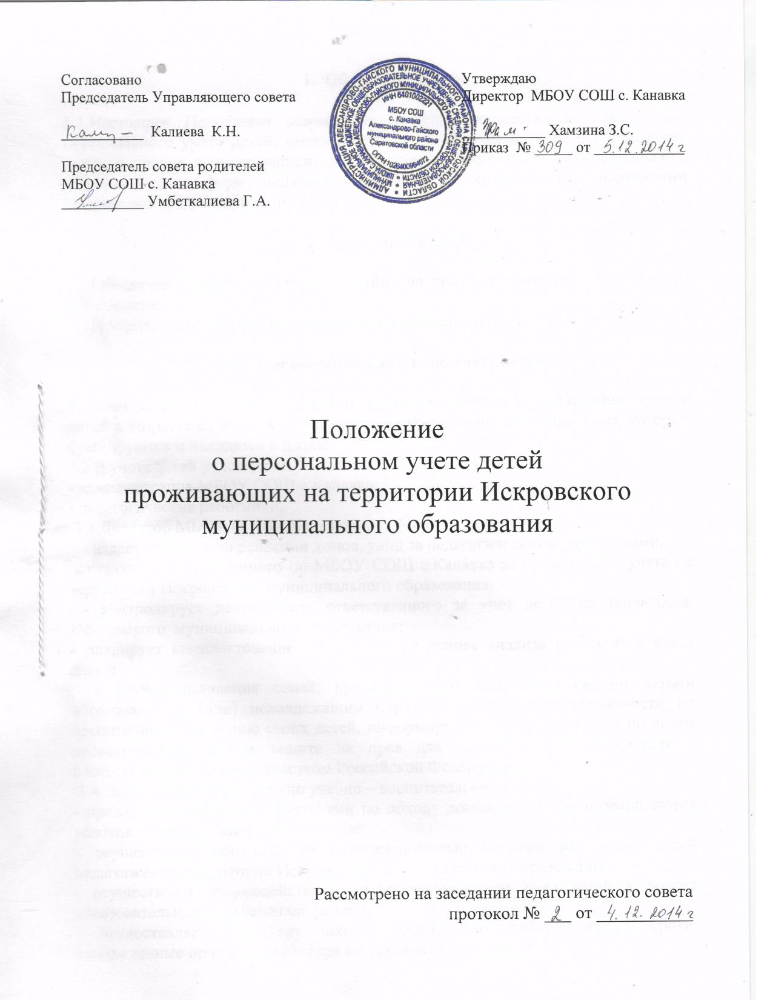 Согласовано
Председатель Управляющего совета
Калиева К.Н.
Председатель совета родителей
МБОУ СОШ с. Канавка
Умбеткалиева Г.А.
Утверждаю
Директор МБОУ СОШ с. Канавка
Хамзина З.С.
Приказ № 309 от 5.12.2014 г
ИНН 6401002221
МБОУ СОШ
с. Канавка
Александрово-Гайского
муниципального района
Саратовской области
ОГРН 1026400964072
Положение
о персональном учете детей
проживающих на территории Искровского
муниципального образования
Рассмотрено на заседании педагогического совета
протокол № 2 от 4.12.2014 г